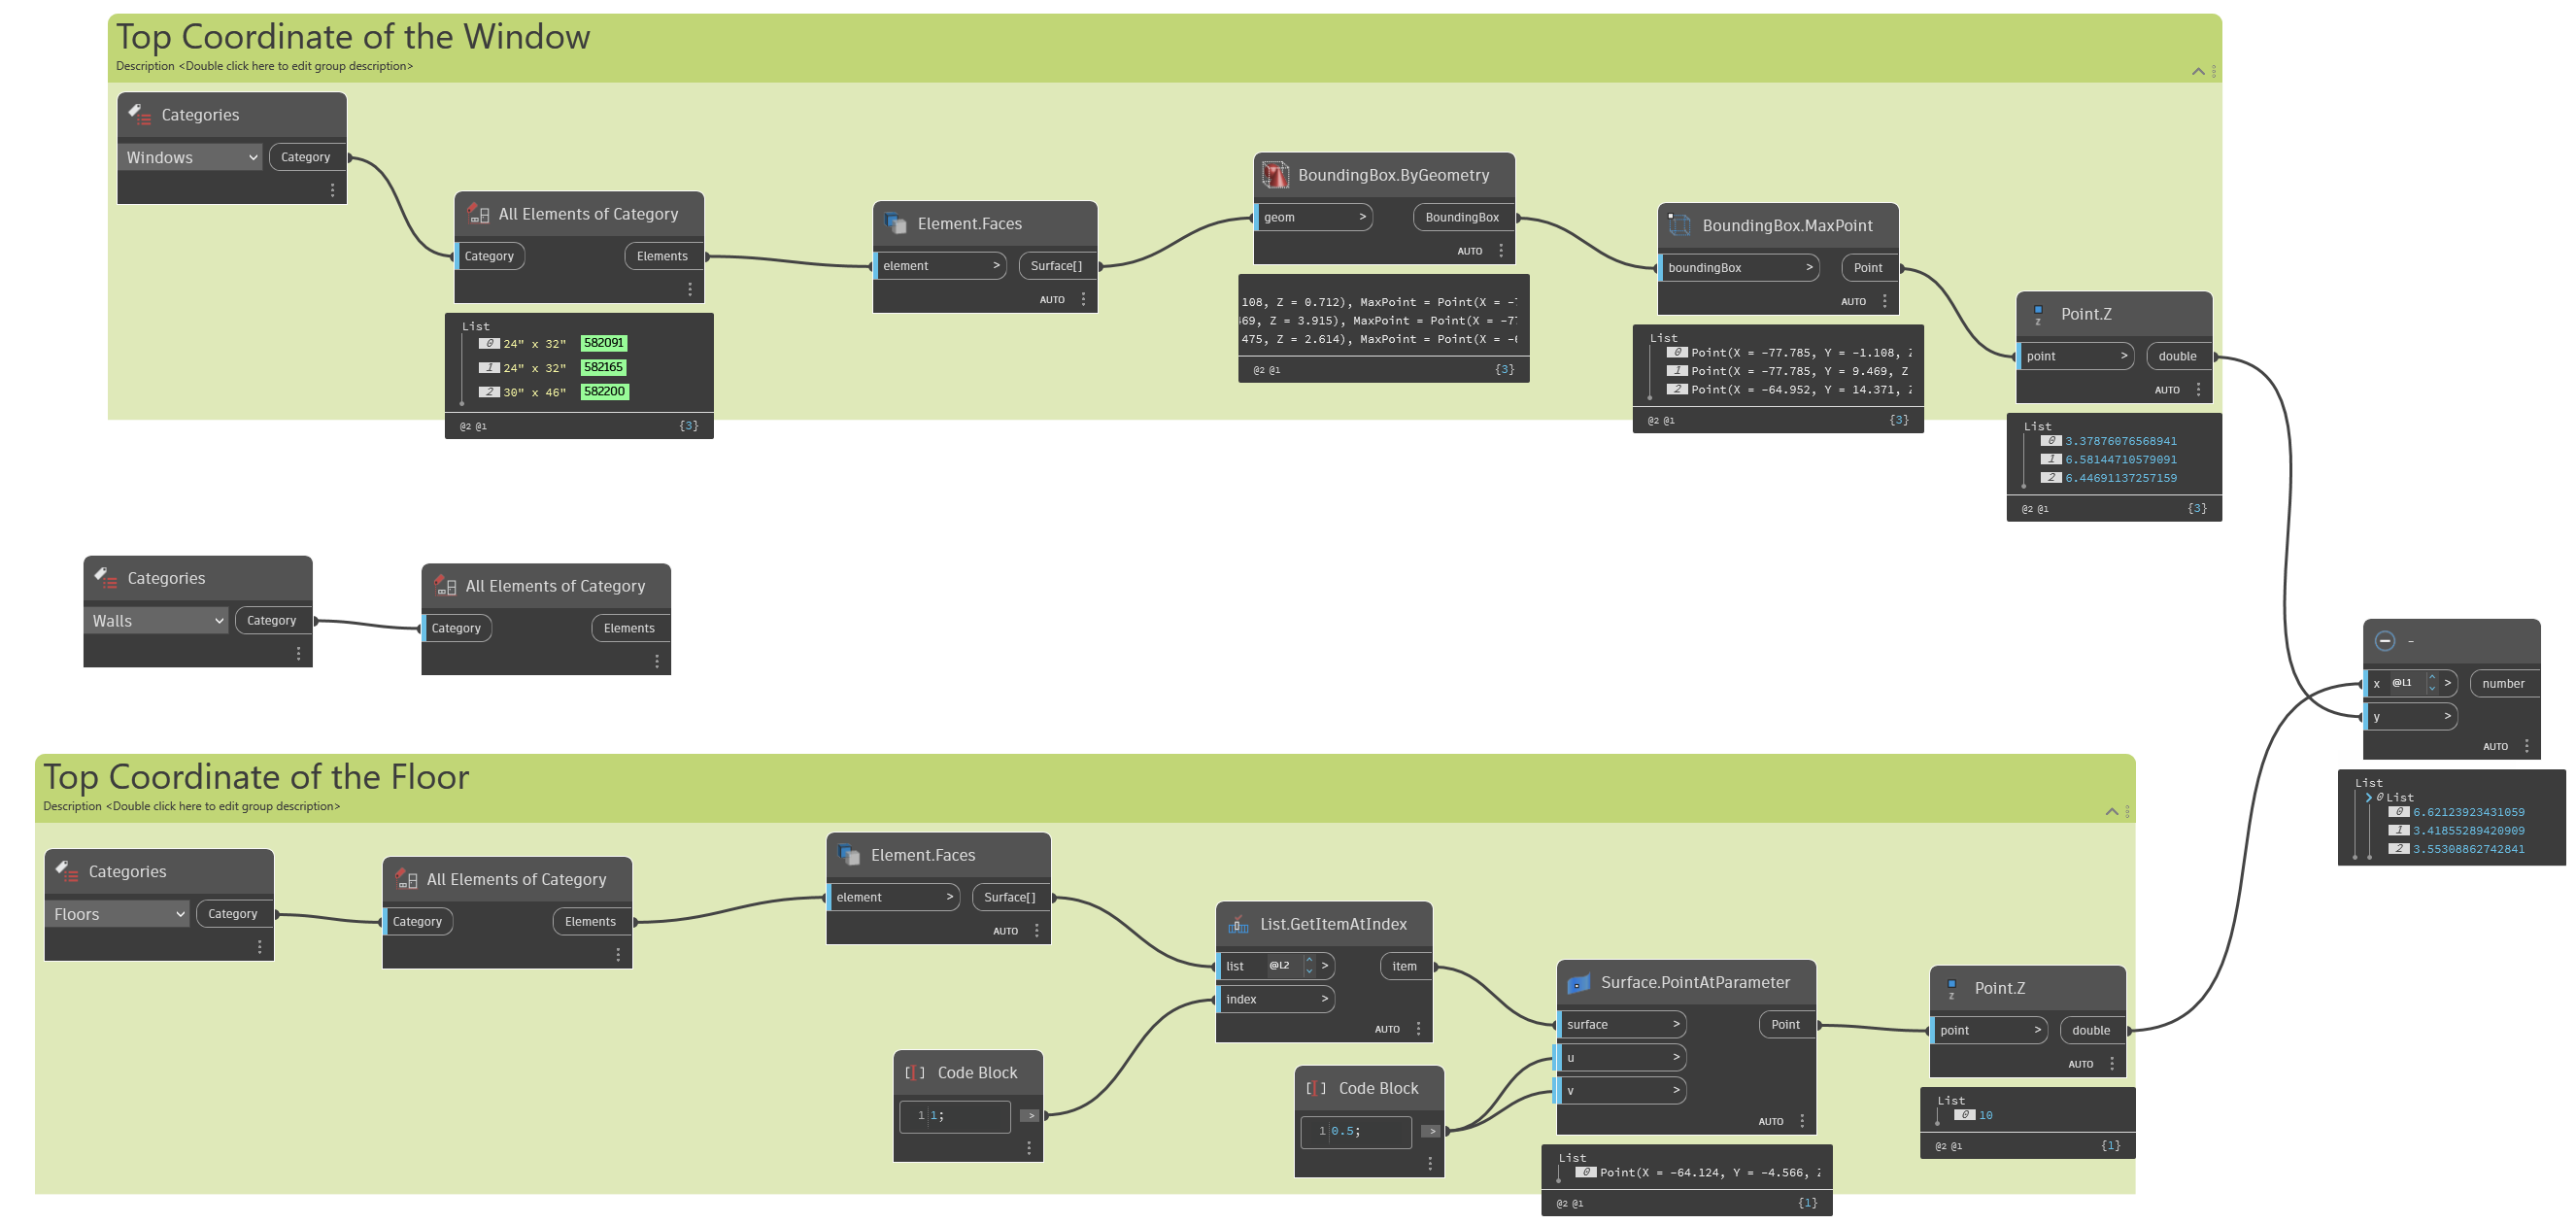 Top Coordinate of the Window
Description <Double click here to edit group description>
Categories
Windows
Category
All Elements of Category
Category
Elements
List
0 24" x 32" 582091
1 24" x 32" 582165
2 30" x 46" 582200
@2 @1 {3}
Element.Faces
element >
Surface[]
AUTO
BoundingBox.ByGeometry
geom >
BoundingBox
AUTO
108, Z = 0.712), MaxPoint = Point(X = -
69, Z = 3.915), MaxPoint = Point(X = -7
475, Z = 2.614), MaxPoint = Point(X = -
@2 @1 {3}
BoundingBox.MaxPoint
boundingBox >
Point
AUTO
List
0 Point(X = -77.785, Y = -1.108,
1 Point(X = -77.785, Y = 9.469, Z
2 Point(X = -64.952, Y = 14.371,
@2 @1 {3}
Point.Z
point >
double
AUTO
List
0 3.37876076568941
1 6.58144710579091
2 6.44691137257159
@2 @1 {3}
Categories
Walls
Category
All Elements of Category
Category
Elements
-
x @L1 >
number
y >
AUTO
List
0 List
0 6.62123923431059
1 3.41855289420909
2 3.55308862742841
Top Coordinate of the Floor
Description <Double click here to edit group description>
Categories
Floors
Category
All Elements of Category
Category
Elements
Element.Faces
element >
Surface[]
AUTO
Code Block
1 1;
>
List.GetItemAtIndex
list @L2 >
item
index >
AUTO
Code Block
1 0.5;
>
Surface.PointAtParameter
surface >
Point
u >
v >
AUTO
List
0 Point(X = -64.124, Y = -4.566,
@2 @1 {1}
Point.Z
point >
double
AUTO
List
0 10
@2 @1 {1}